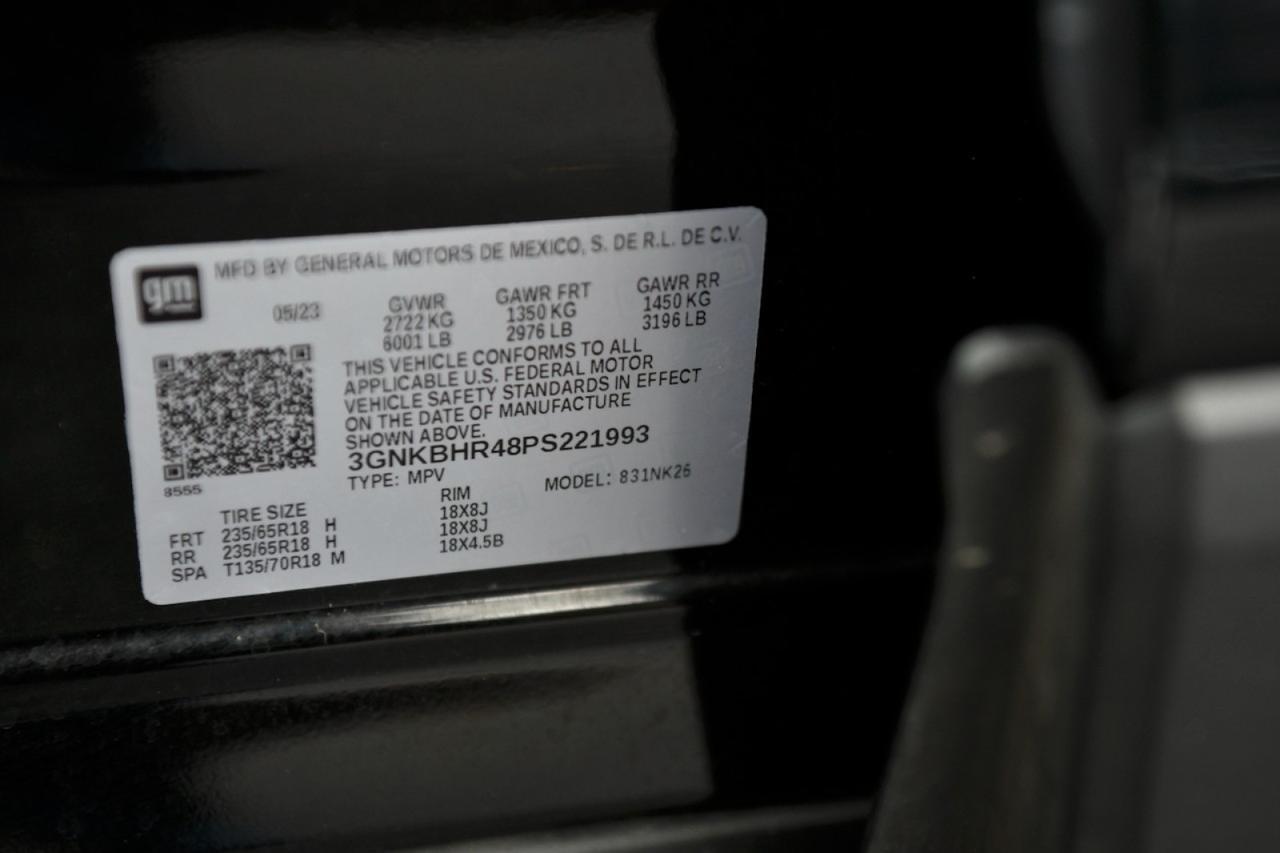 gm
MFD BY GENERAL MOTORS DE MEXICO, S. DE R.L. DE C.V.
05/23 GVWR GAWR FRT GAWR RR
2722 KG 1350 KG 1450 KG
6001 LB 2976 LB 3196 LB
THIS VEHICLE CONFORMS TO ALL
APPLICABLE U.S. FEDERAL MOTOR
VEHICLE SAFETY STANDARDS IN EFFECT
ON THE DATE OF MANUFACTURE
SHOWN ABOVE.
3GNKBHR48PS221993
8555 TYPE: MPV MODEL: 831NK26
TIRE SIZE RIM
FRT 235/65R18 H 18X8J
RR 235/65R18 H 18X8J
SPA T135/70R18 M 18X4.5B